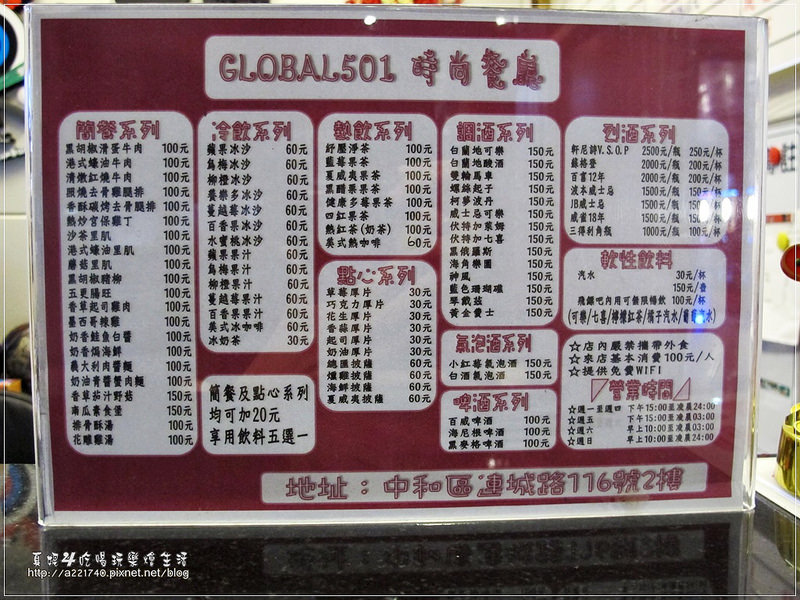 GLOBAL501 時尚餐廳
簡餐系列
黑胡椒滑蛋牛肉 100元
港式蠔油牛肉 100元
清燉紅燒牛肉 100元
照燒去骨雞腿排 100元
香酥碳烤去骨腿排 100元
熱炒宮保雞丁 100元
沙茶里肌 100元
港式蠔油里肌 100元
蘑菇里肌 100元
黑胡椒豬柳 100元
五更腸旺 100元
香草起司雞肉 100元
墨西哥辣雞 100元
奶香鮭魚白醬 100元
奶香焗海鮮 100元
義大利肉醬麵 100元
奶油青醬蟹肉麵 100元
香草茄汁野菇 150元
南瓜素食堡 150元
排骨酥湯 100元
花雕雞湯 100元
冷飲系列
蘋果冰沙 60元
烏梅冰沙 60元
柳橙冰沙 60元
養樂多冰沙 60元
蔓越莓冰沙 60元
百香果冰沙 60元
水蜜桃冰沙 60元
蘋果果汁 60元
烏梅果汁 60元
柳橙果汁 60元
蔓越莓果汁 60元
百香果果汁 60元
美式冰咖啡 60元
冰奶茶 30元
簡餐及點心系列
均可加20元
享用飲料五選一
熱飲系列
紓壓淨茶 100元
藍莓果茶 100元
夏威夷果茶 100元
黑醋果果茶 100元
健康多莓果茶 100元
四紅果茶 100元
熱紅茶(奶茶) 100元
美式熱咖啡 60元
點心系列
草莓厚片 30元
巧克力厚片 30元
花生厚片 30元
香蒜厚片 30元
起司厚片 30元
奶油厚片 30元
總匯披薩 60元
燻雞披薩 60元
海鮮披薩 60元
夏威夷披薩 60元
調酒系列
白蘭地可樂 150元
白蘭地酸酒 150元
雙輪馬車 150元
螺絲起子 150元
柯夢波丹 150元
威士忌可樂 150元
伏特加萊姆 150元
伏特加七喜 150元
黑俄羅斯 150元
海角樂園 150元
神風 150元
藍色珊瑚礁 150元
琴戲茲 150元
黃金爵士 150元
氣泡酒系列
小紅莓氣泡酒 150元
白酒氣泡酒 150元
啤酒系列
百威啤酒 100元
海尼根啤酒 100元
黑麥格啤酒 100元
烈酒系列
軒尼詩V.S.O.P 2500元/瓶 250元/杯
蘇格登 2000元/瓶 200元/杯
百富12年 2000元/瓶 200元/杯
波本威士忌 1500元/瓶 150元/杯
JB威士忌 1500元/瓶 150元/杯
威雀18年 1500元/瓶 150元/杯
三得利角瓶 1000元/瓶 100元/杯
軟性飲料
汽水 30元/杯
150元/壺
飛鏢吧內用可無限暢飲 100元/杯
(可樂/七喜/檸檬紅茶/橘子汽水/葡萄汽水)
☆店內嚴禁攜帶外食
☆來店基本消費100元/人
☆提供免費WIFI
營業時間
☆週一至週四 下午15:00至凌晨24:00
☆週五 下午15:00至凌晨03:00
☆週六 早上10:00至凌晨03:00
☆週日 早上10:00至凌晨24:00
地址：中和區連城路116號2樓
夏娃4吃喝玩樂僮生活
http://a221740.pixnet.net/blog